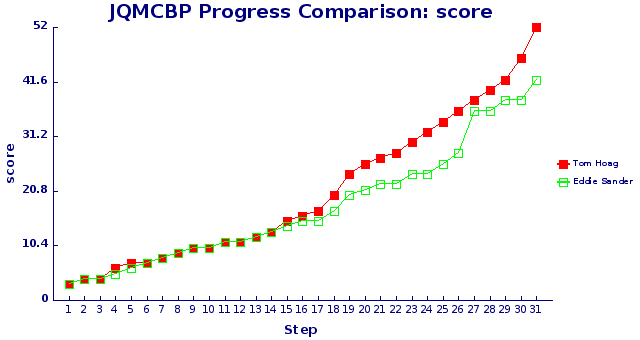 JQMCBP Progress Comparison: score
52
41.6
31.2
20.8
10.4
0
score
1 2 3 4 5 6 7 8 9 10 11 12 13 14 15 16 17 18 19 20 21 22 23 24 25 26 27 28 29 30 31
Step
Tom Hoag
Eddie Sander